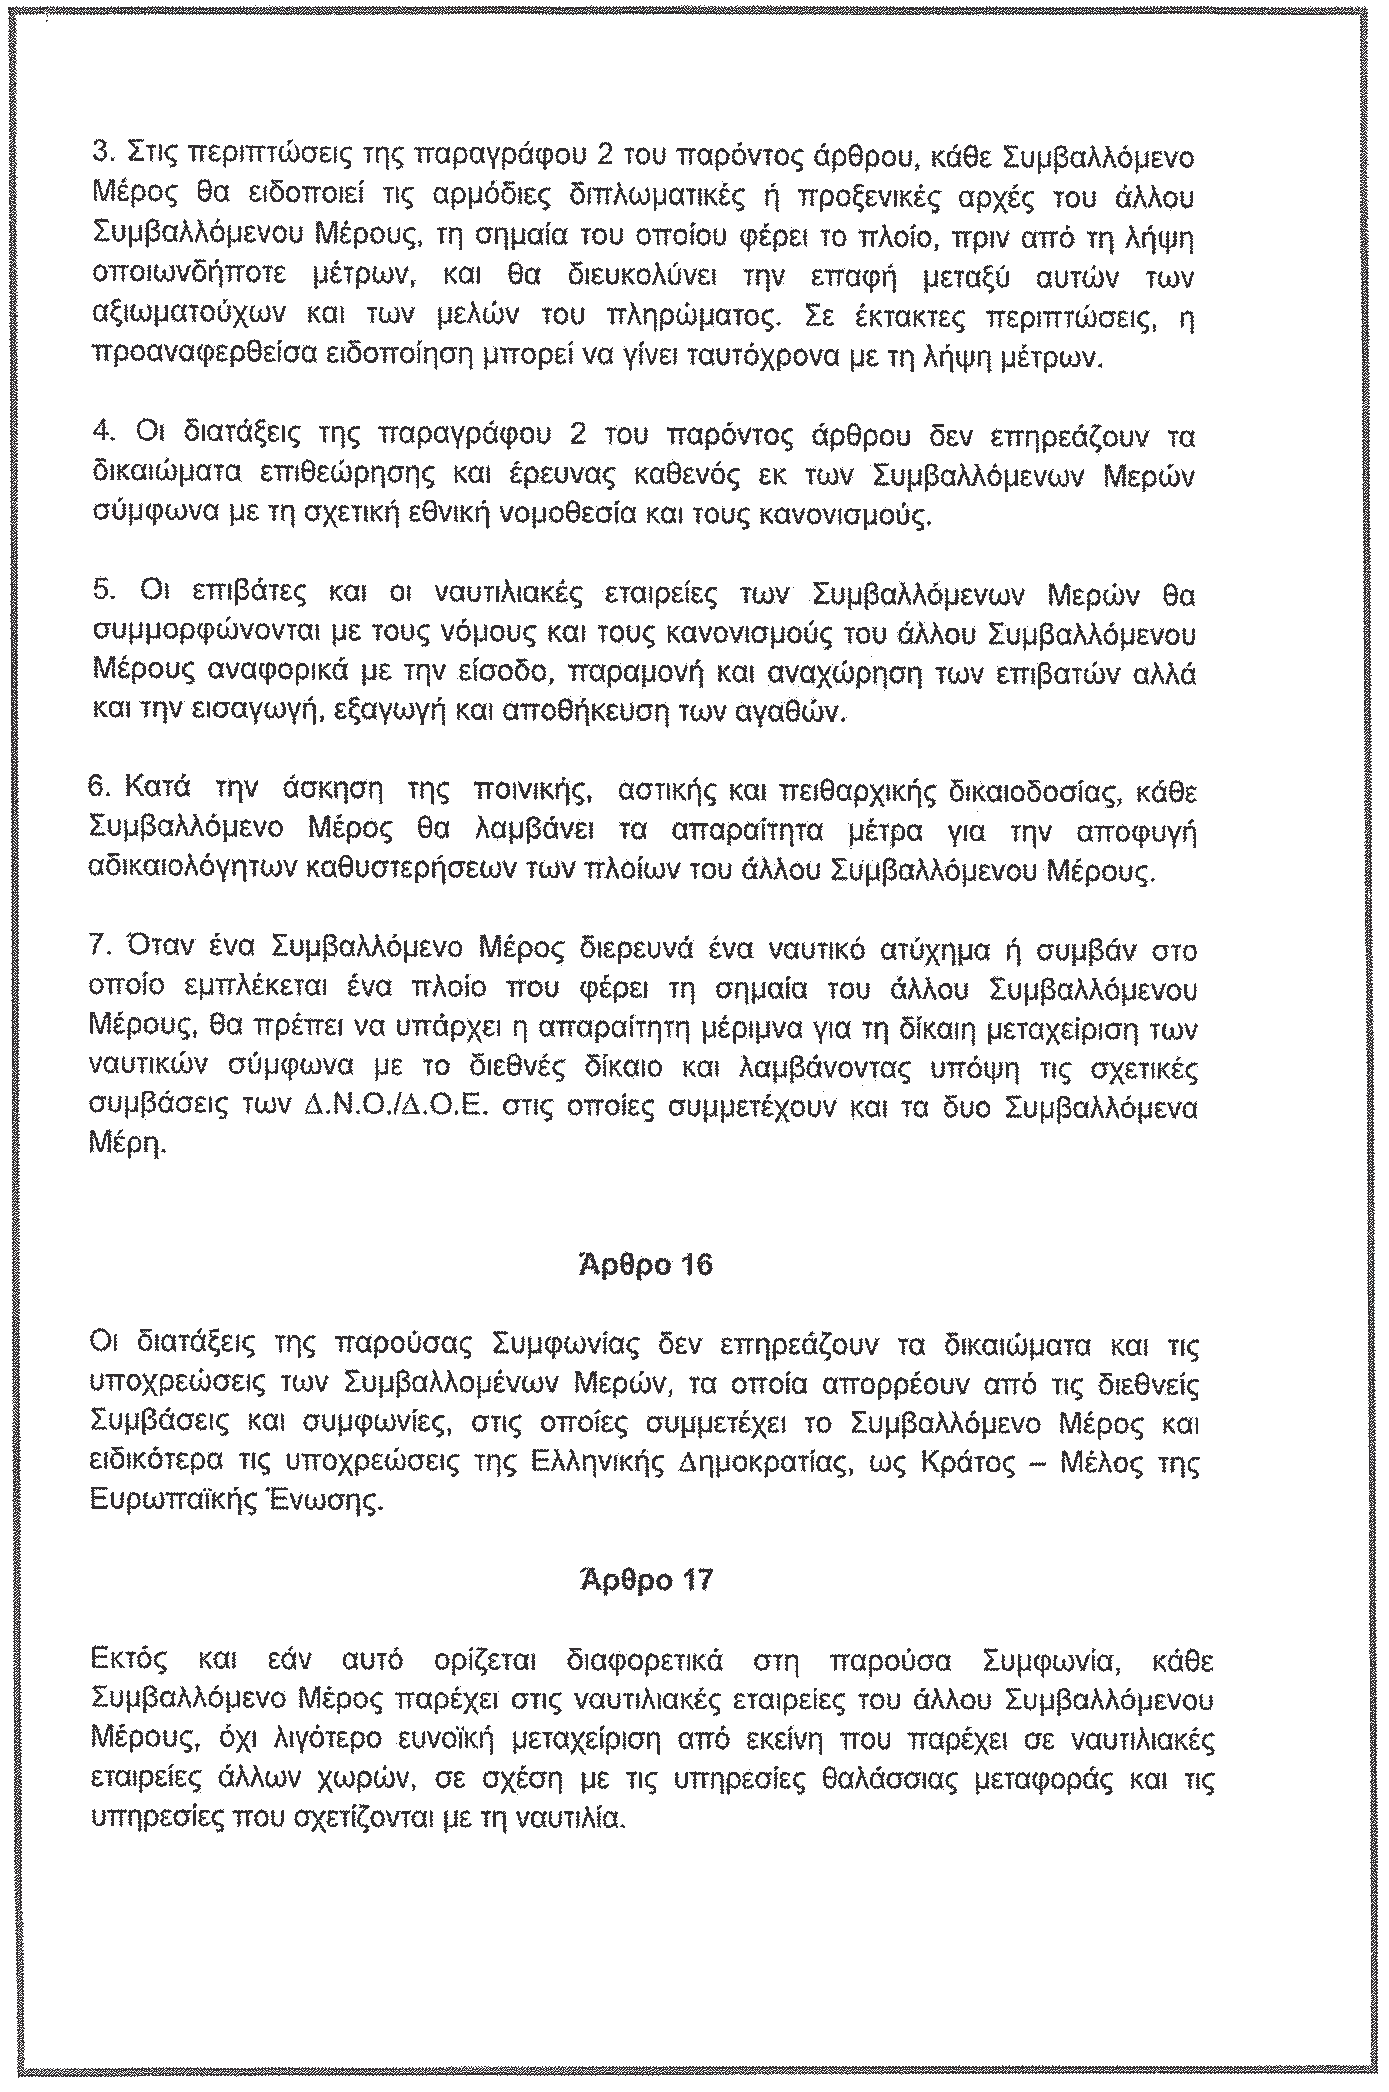 3. Στις περιπτώσεις της παραγράφου 2 του παρόντος άρθρου, κάθε Συμβαλλόμενο
Μέρος θα ειδοποιεί τις αρμόδιες διπλωματικές ή προξενικές αρχές του άλλου
Συμβαλλόμενου Μέρους, τη σημαία του οποίου φέρει το πλοίο, πριν από τη λήψη
οποιωνδήποτε μέτρων, και θα διευκολύνει την επαφή μεταξύ αυτών των
αξιωματούχων και των μελών του πληρώματος. Σε έκτακτες περιπτώσεις, η
προαναφερθείσα ειδοποίηση μπορεί να γίνει ταυτόχρονα με τη λήψη μέτρων.
4. Οι διατάξεις της παραγράφου 2 του παρόντος άρθρου δεν επηρεάζουν τα
δικαιώματα επιθεώρησης και έρευνας καθενός εκ των Συμβαλλόμενων Μερών
σύμφωνα με τη σχετική εθνική νομοθεσία και τους κανονισμούς.
5. Οι επιβάτες και οι ναυτιλιακές εταιρείες των Συμβαλλόμενων Μερών θα
συμμορφώνονται με τους νόμους και τους κανονισμούς του άλλου Συμβαλλόμενου
Μέρους αναφορικά με την είσοδο, παραμονή και αναχώρηση των επιβατών αλλά
και την εισαγωγή, εξαγωγή και αποθήκευση των αγαθών.
6. Κατά την άσκηση της ποινικής, αστικής και πειθαρχικής δικαιοδοσίας, κάθε
Συμβαλλόμενο Μέρος θα λαμβάνει τα απαραίτητα μέτρα για την αποφυγή
αδικαιολόγητων καθυστερήσεων των πλοίων του άλλου Συμβαλλόμενου Μέρους.
7. Όταν ένα Συμβαλλόμενο Μέρος διερευνά ένα ναυτικό ατύχημα ή συμβάν στο
οποίο εμπλέκεται ένα πλοίο που φέρει τη σημαία του άλλου Συμβαλλόμενου
Μέρους, θα πρέπει να υπάρχει η απαραίτητη μέριμνα για τη δίκαιη μεταχείριση των
ναυτικών σύμφωνα με το διεθνές δίκαιο και λαμβάνοντας υπόψη τις σχετικές
συμβάσεις των Δ.Ν.Ο./Δ.Ο.Ε. στις οποίες συμμετέχουν και τα δυο Συμβαλλόμενα
Μέρη.
Άρθρο 16
Οι διατάξεις της παρούσας Συμφωνίας δεν επηρεάζουν τα δικαιώματα και τις
υποχρεώσεις των Συμβαλλομένων Μερών, τα οποία απορρέουν από τις διεθνείς
Συμβάσεις και συμφωνίες, στις οποίες συμμετέχει το Συμβαλλόμενο Μέρος και
ειδικότερα τις υποχρεώσεις της Ελληνικής Δημοκρατίας, ως Κράτος – Μέλος της
Ευρωπαϊκής Ένωσης.
Άρθρο 17
Εκτός και εάν αυτό ορίζεται διαφορετικά στη παρούσα Συμφωνία, κάθε
Συμβαλλόμενο Μέρος παρέχει στις ναυτιλιακές εταιρείες του άλλου Συμβαλλόμενου
Μέρους, όχι λιγότερο ευνοϊκή μεταχείριση από εκείνη που παρέχει σε ναυτιλιακές
εταιρείες άλλων χωρών, σε σχέση με τις υπηρεσίες θαλάσσιας μεταφοράς και τις
υπηρεσίες που σχετίζονται με τη ναυτιλία.